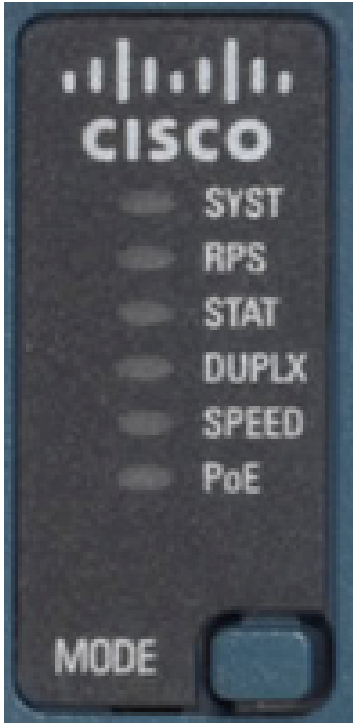 CISCO
SYST
RPS
STAT
DUPLX
SPEED
PoE
MODE